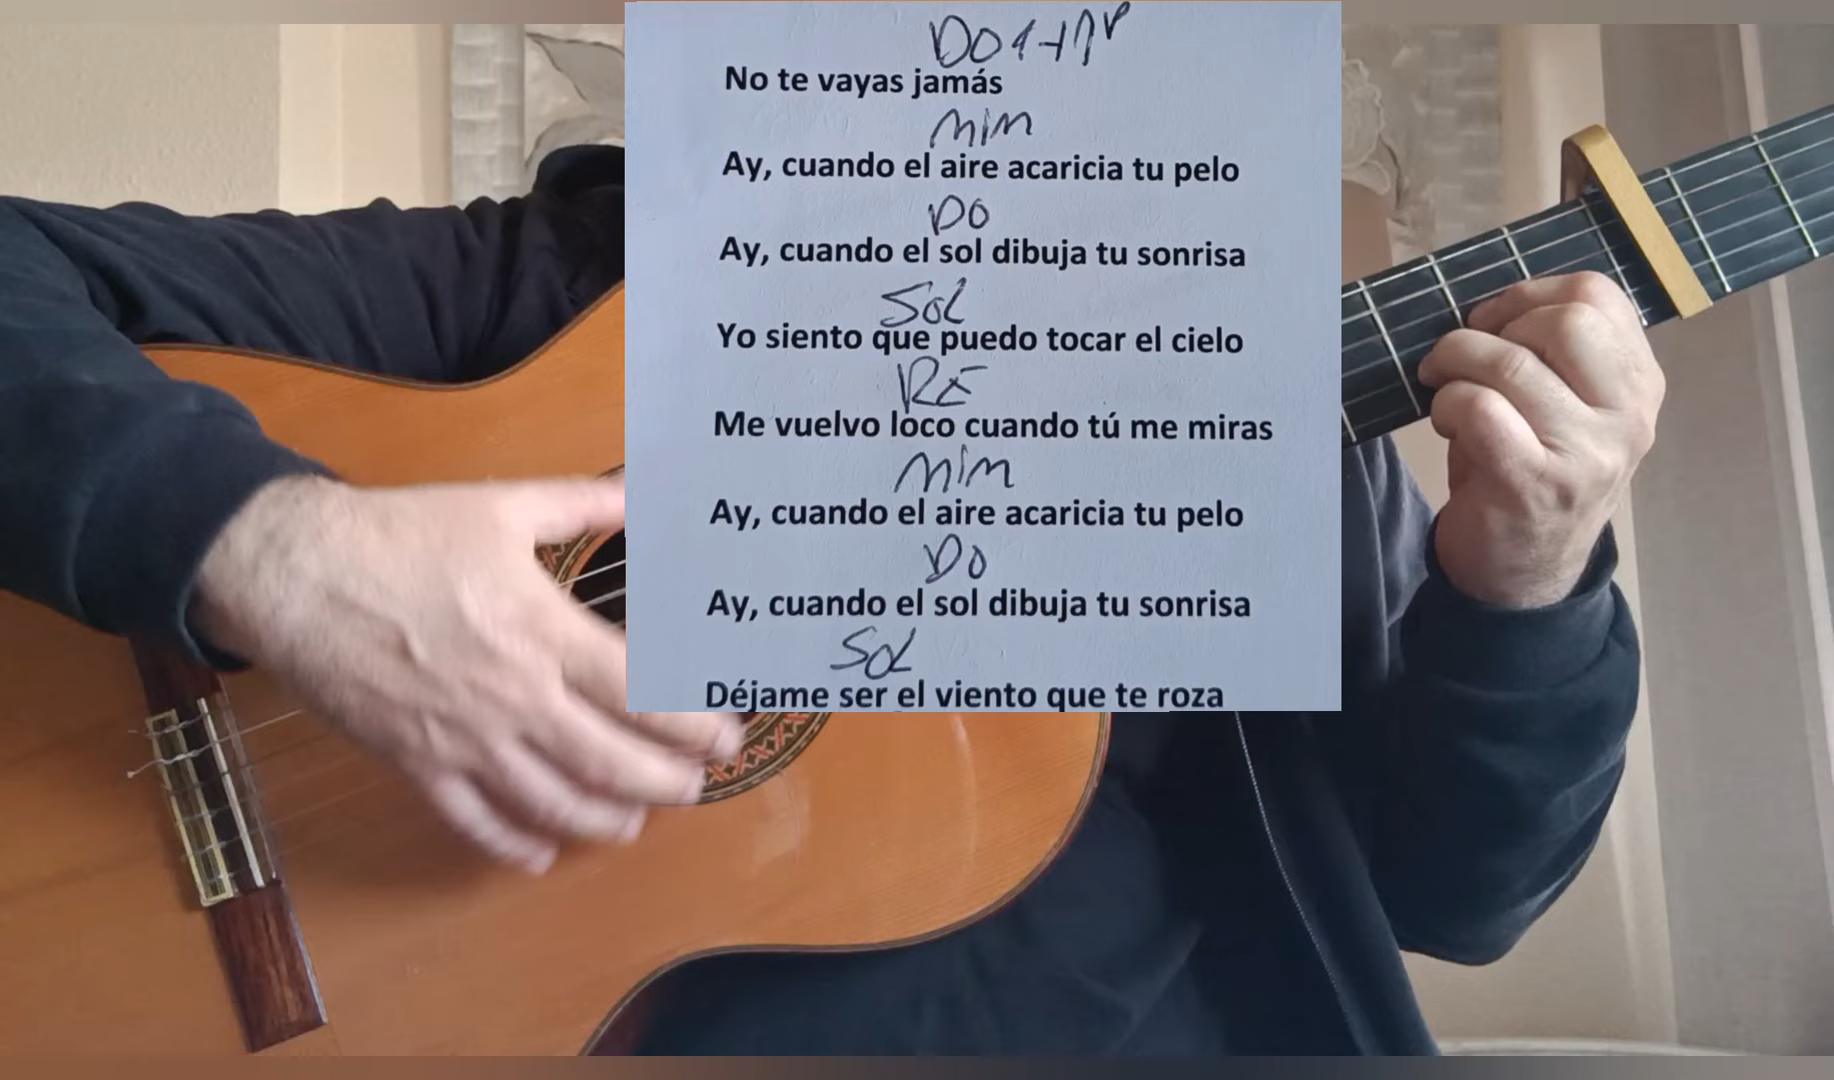 No te vayas jamás
mim
Ay, cuando el aire acaricia tu pelo
DO
Ay, cuando el sol dibuja tu sonrisa
SOL
Yo siento que puedo tocar el cielo
RE
Me vuelvo loco cuando tú me miras
mim
Ay, cuando el aire acaricia tu pelo
DO
Ay, cuando el sol dibuja tu sonrisa
SOL
Déjame ser el viento que te roza